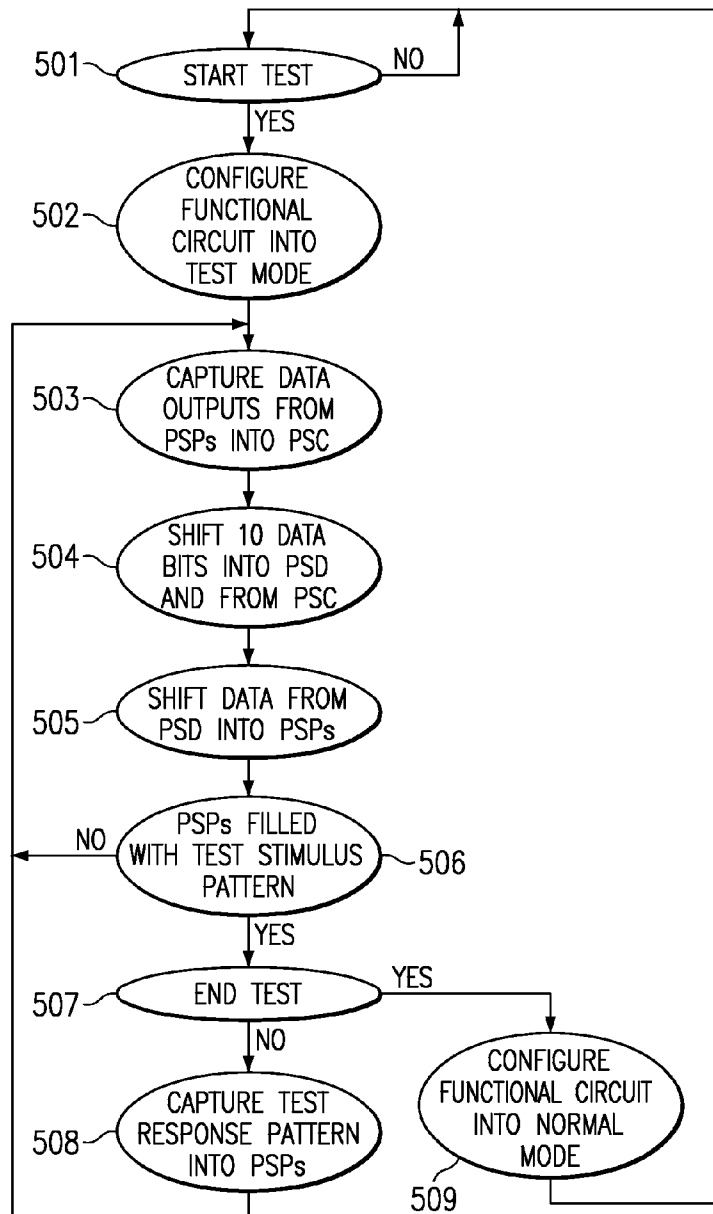 501
START TEST
NO
YES
502
CONFIGURE
FUNCTIONAL
CIRCUIT INTO
TEST MODE
503
CAPTURE DATA
OUTPUTS FROM
PSPs INTO PSC
504
SHIFT 10 DATA
BITS INTO PSD
AND FROM PSC
505
SHIFT DATA FROM
PSD INTO PSPs
NO
PSPs FILLED
WITH TEST STIMULUS
PATTERN
506
YES
507
END TEST
YES
NO
508
CAPTURE TEST
RESPONSE PATTERN
INTO PSPs
CONFIGURE
FUNCTIONAL CIRCUIT
INTO NORMAL
MODE
509